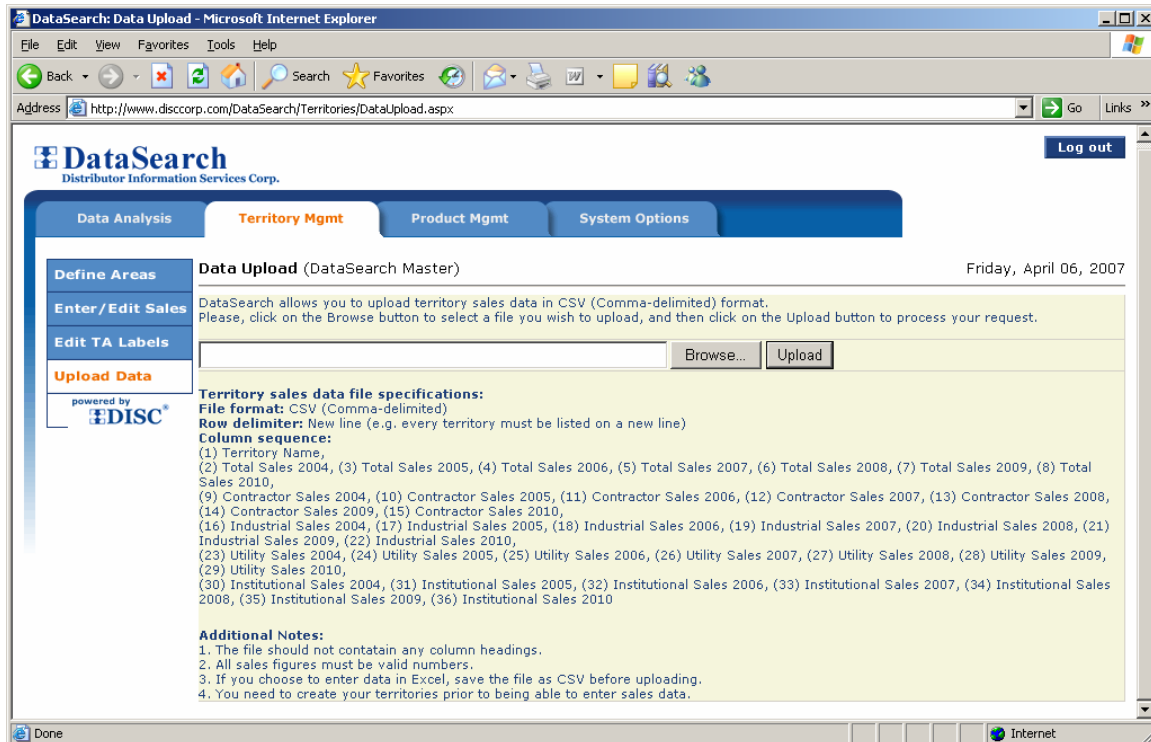 DataSearch: Data Upload - Microsoft Internet Explorer
File Edit View Favorites Tools Help
Back Search Favorites
Address http://www.disccorp.com/DataSearch/Territories/DataUpload.aspx Go Links »
DataSearch
Distributor Information Services Corp.
Log out
Data Analysis Territory Mgmt Product Mgmt System Options
Define Areas
Enter/Edit Sales
Edit TA Labels
Upload Data
powered by
DISC®
Data Upload (DataSearch Master) Friday, April 06, 2007
DataSearch allows you to upload territory sales data in CSV (Comma-delimited) format.
Please, click on the Browse button to select a file you wish to upload, and then click on the Upload button to process your request.
Browse... Upload
Territory sales data file specifications:
File format: CSV (Comma-delimited)
Row delimiter: New line (e.g. every territory must be listed on a new line)
Column sequence:
(1) Territory Name,
(2) Total Sales 2004, (3) Total Sales 2005, (4) Total Sales 2006, (5) Total Sales 2007, (6) Total Sales 2008, (7) Total Sales 2009, (8) Total
Sales 2010,
(9) Contractor Sales 2004, (10) Contractor Sales 2005, (11) Contractor Sales 2006, (12) Contractor Sales 2007, (13) Contractor Sales 2008,
(14) Contractor Sales 2009, (15) Contractor Sales 2010,
(16) Industrial Sales 2004, (17) Industrial Sales 2005, (18) Industrial Sales 2006, (19) Industrial Sales 2007, (20) Industrial Sales 2008, (21)
Industrial Sales 2009, (22) Industrial Sales 2010,
(23) Utility Sales 2004, (24) Utility Sales 2005, (25) Utility Sales 2006, (26) Utility Sales 2007, (27) Utility Sales 2008, (28) Utility Sales 2009,
(29) Utility Sales 2010,
(30) Institutional Sales 2004, (31) Institutional Sales 2005, (32) Institutional Sales 2006, (33) Institutional Sales 2007, (34) Institutional Sales
2008, (35) Institutional Sales 2009, (36) Institutional Sales 2010
Additional Notes:
1. The file should not contatain any column headings.
2. All sales figures must be valid numbers.
3. If you choose to enter data in Excel, save the file as CSV before uploading.
4. You need to create your territories prior to being able to enter sales data.
Done Internet